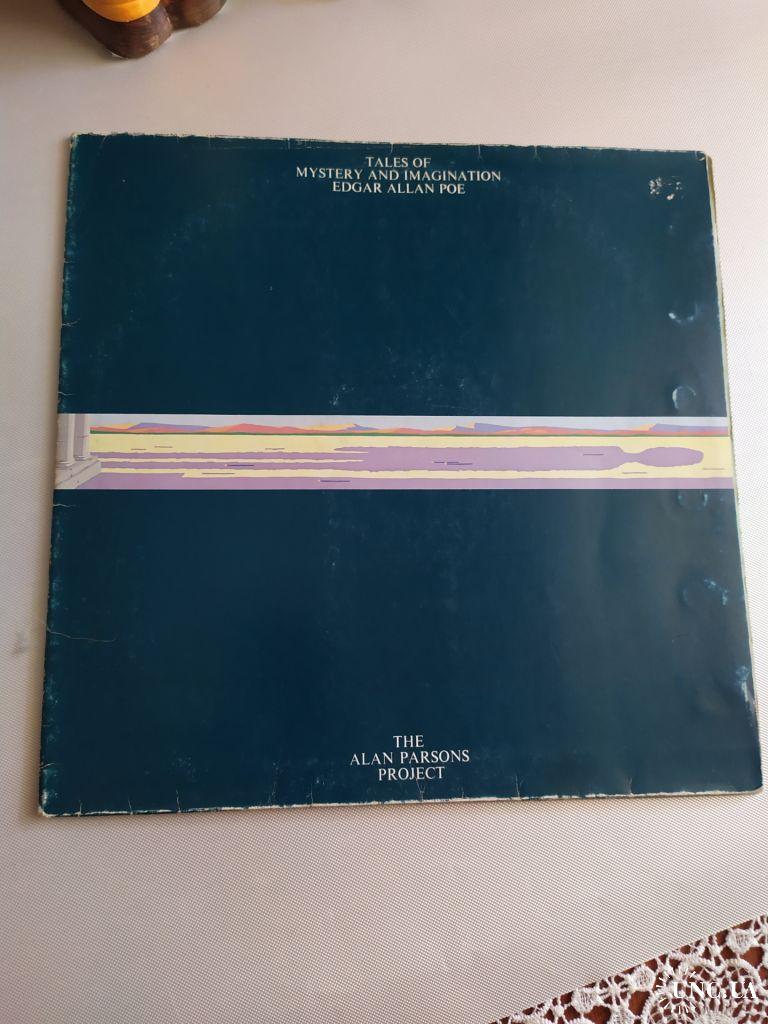 TALES OF
MYSTERY AND IMAGINATION
EDGAR ALLAN POE
THE
ALAN PARSONS
PROJECT
UNC.UA